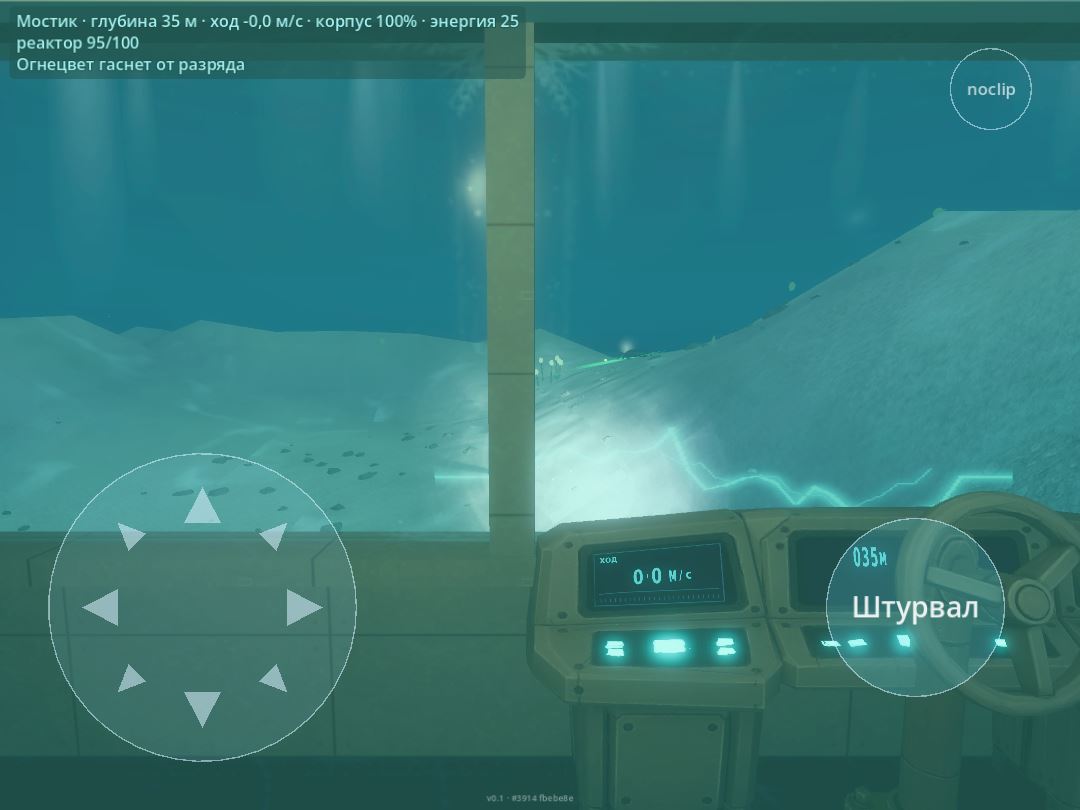 Мостик · глубина 35 м · ход -0,0 м/с · корпус 100% · энергия 25
реактор 95/100
Огнецвет гаснет от разряда
noclip
ход
0·0 м/с
035м
Штурвал
v0.1 · #3914 fbebe8e